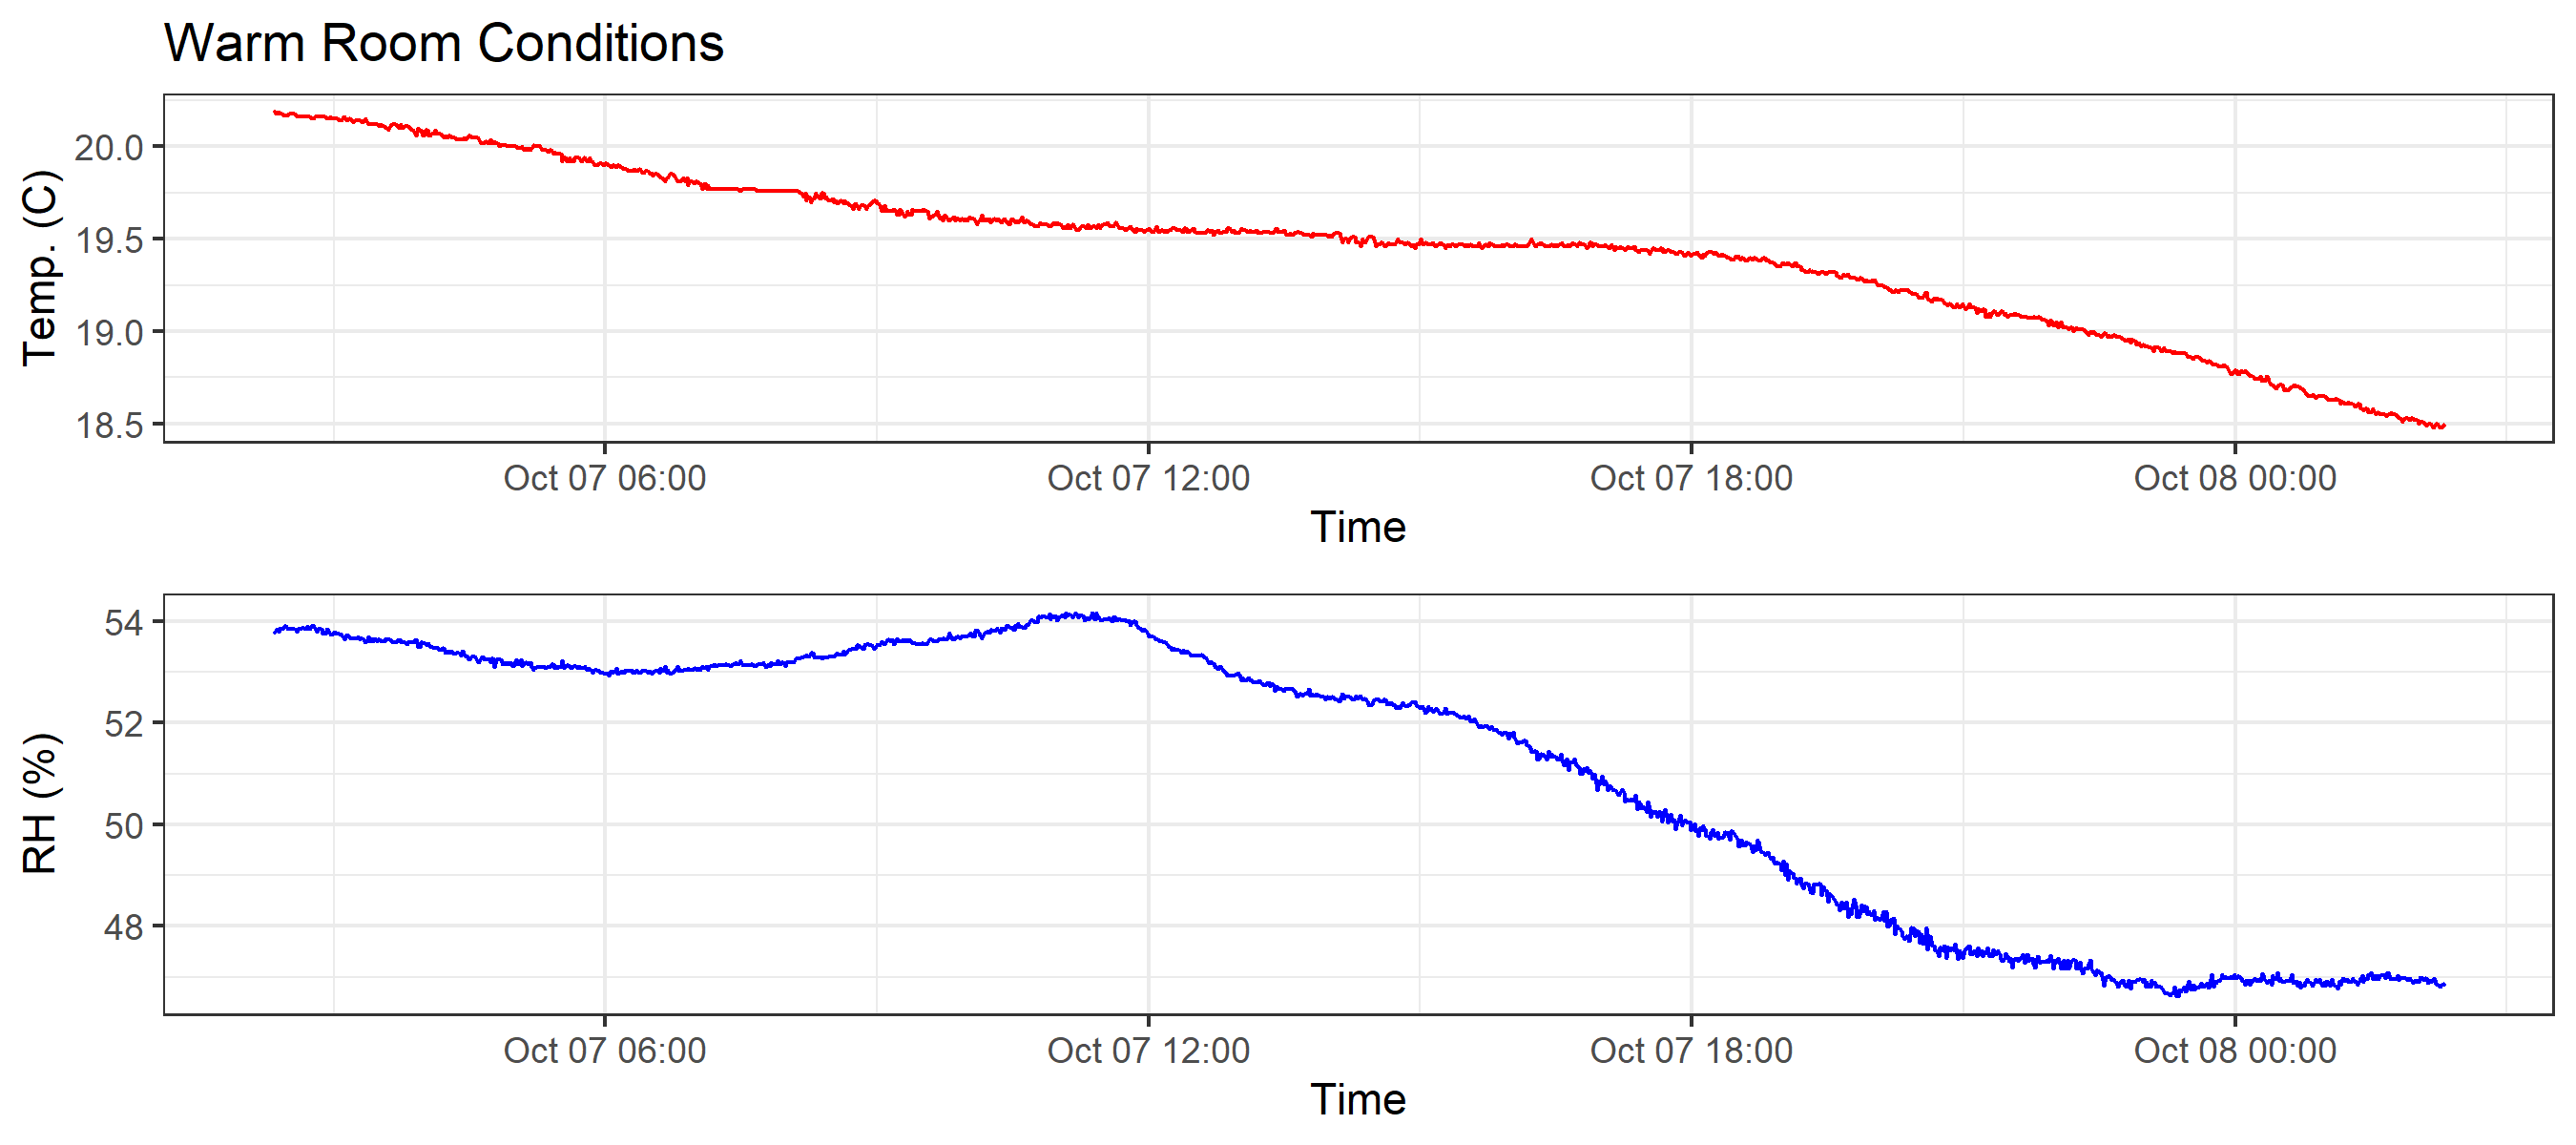 Warm Room Conditions
Temp. (C)
20.0
19.5
19.0
18.5
Oct 07 06:00 Oct 07 12:00 Oct 07 18:00 Oct 08 00:00
Time
RH (%)
54
52
50
48
Oct 07 06:00 Oct 07 12:00 Oct 07 18:00 Oct 08 00:00
Time